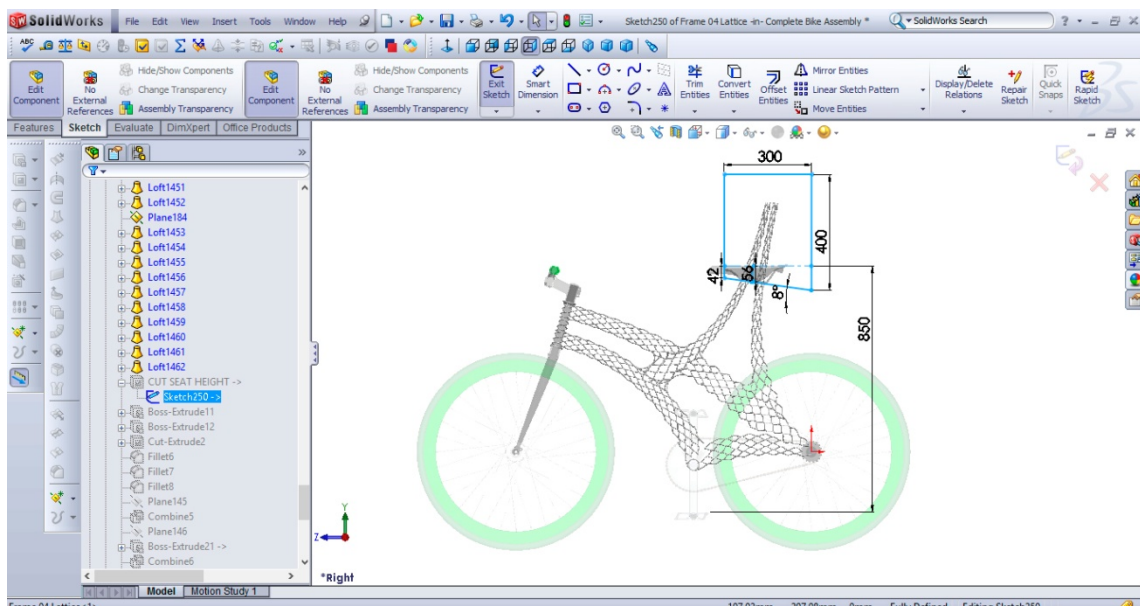 SolidWorks File Edit View Insert Tools Window Help Sketch250 of Frame 04 Lattice -in- Complete Bike Assembly * SolidWorks Search
Edit Component
No External References
Hide/Show Components
Change Transparency
Assembly Transparency
Edit Component
No External References
Hide/Show Components
Change Transparency
Assembly Transparency
Exit Sketch
Smart Dimension
Trim Entities
Convert Entities
Offset Entities
Mirror Entities
Linear Sketch Pattern
Move Entities
Display/Delete Relations
Repair Sketch
Quick Snaps
Rapid Sketch
Features Sketch Evaluate DimXpert Office Products
Loft1451
Loft1452
Plane184
Loft1453
Loft1454
Loft1455
Loft1456
Loft1457
Loft1458
Loft1459
Loft1460
Loft1461
Loft1462
CUT SEAT HEIGHT ->
Sketch250 ->
Boss-Extrude11
Boss-Extrude12
Cut-Extrude2
Fillet6
Fillet7
Fillet8
Plane145
Combine5
Plane146
Boss-Extrude21 ->
Combine6
300
400
42
56
8°
850
Y
Z
*Right
Model Motion Study 1
Fully Defined Editing Sketch250